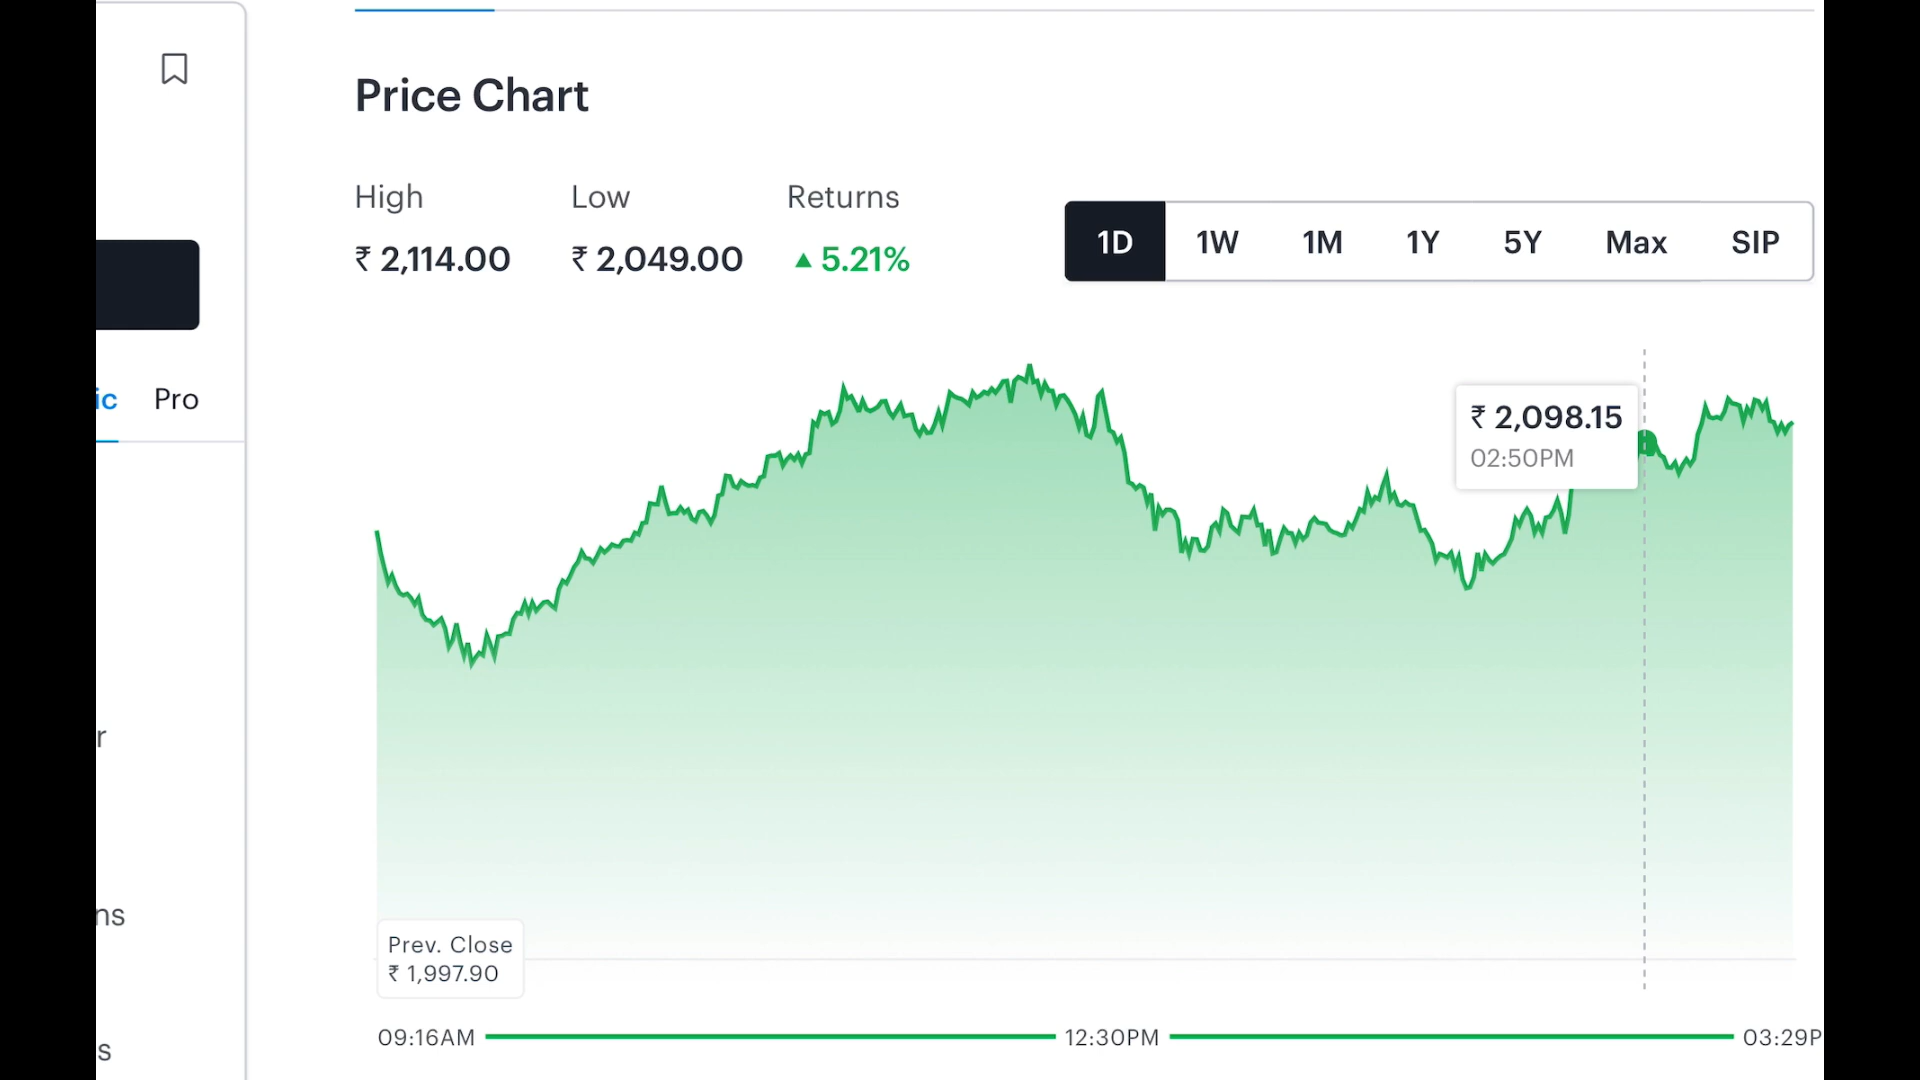 Price Chart
High Low Returns
₹ 2,114.00 ₹ 2,049.00 ▲ 5.21%
1D 1W 1M 1Y 5Y Max SIP
ic Pro
₹ 2,098.15
02:50PM
r
ns
Prev. Close
₹ 1,997.90
s
09:16AM 12:30PM 03:29P